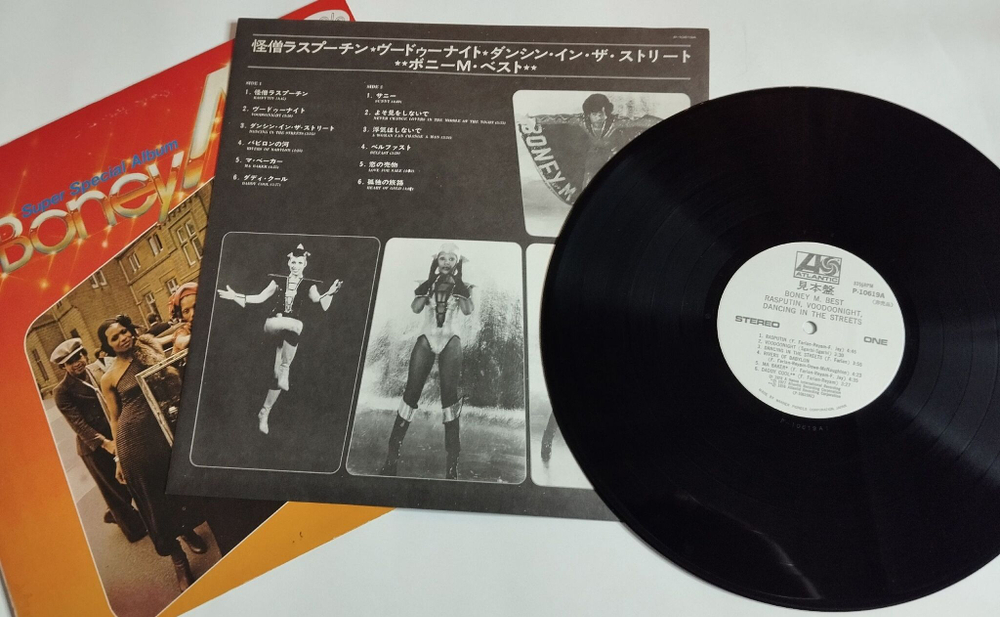 Super Special Album
Boney M
怪僧ラスプーチン★ヴードゥーナイト★ダンシン・イン・ザ・ストリート
★★ボニーM・ベスト★★
SIDE 1
1. 怪僧ラスプーチン
RASPUTIN
2. ヴードゥーナイト
VOODOONIGHT
3. ダンシン・イン・ザ・ストリート
DANCING IN THE STREETS
4. バビロンの河
RIVERS OF BABYLON
5. マ・ベーカー
MA BAKER
6. ダディ・クール
DADDY COOL
SIDE 2
1. サニー
SUNNY
2. よそ見をしないで
NEVER CHANGE LOVERS IN THE MIDDLE OF THE NIGHT
3. 浮気はしないで
A WOMAN CAN CHANGE A MAN
4. ベルファスト
BELFAST
5. 恋の売物
LOVE FOR SALE
6. 孤独の旅路
HEART OF GOLD
BONEY M
ATLANTIC
見本盤
P-10619A
BONEY M. BEST
RASPUTIN, VOODOONIGHT,
DANCING IN THE STREETS
STEREO
ONE
1. RASPUTIN
2. VOODOONIGHT
3. DANCING IN THE STREETS
4. RIVERS OF BABYLON
5. MA BAKER
6. DADDY COOL